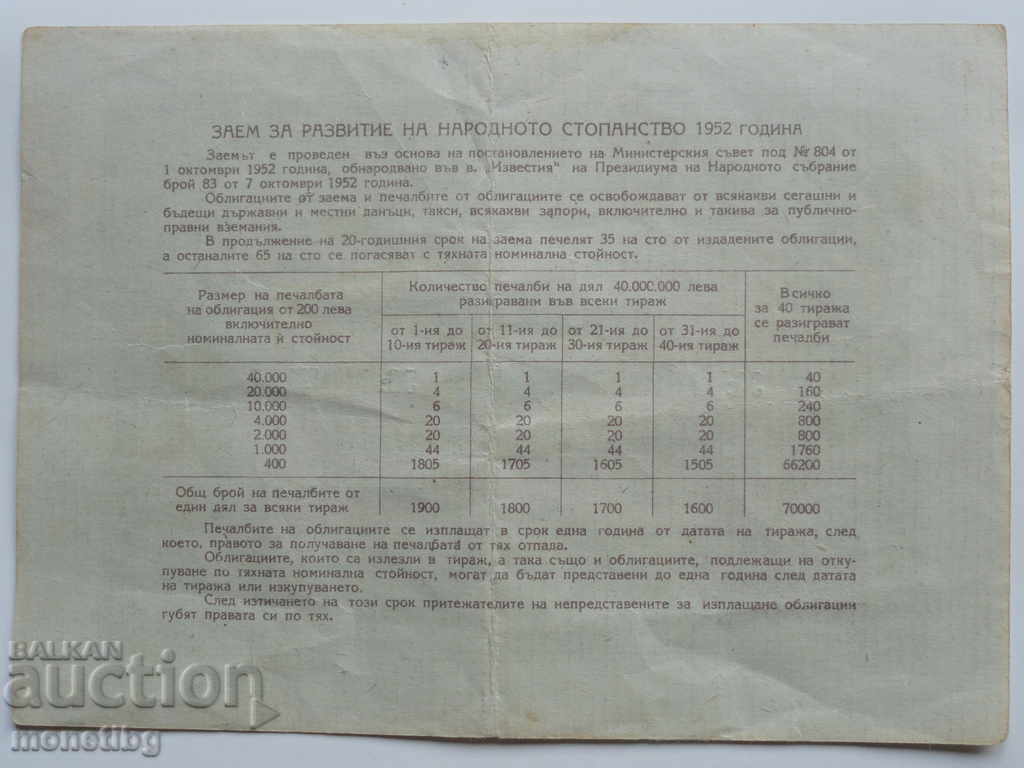 ЗАЕМ ЗА РАЗВИТИЕ НА НАРОДНОТО СТОПАНСТВО 1952 ГОДИНА
Заемът е проведен въз основа на постановлението на Министерския съвет под № 804 от
1 октомври 1952 година, обнародвано във в. „Известия“ на Президиума на Народното събрание
брой 83 от 7 октомври 1952 година.
Облигациите от заема и печалбите от облигациите се освобождават от всякакви сегашни и
бъдещи държавни и местни данъци, такси, всякакви запори, включително и такива за публично-
правни вземания.
В продължение на 20-годишния срок на заема печелят 35 на сто от издадените облигации,
а останалите 65 на сто се погасяват с тяхната номинална стойност.
Размер на печалбата
на облигация от 200 лева
включително
номиналната ѝ стойност
Количество печалби на дял 40.000.000 лева
разигравани във всеки тираж
Всичко
за 40 тиража
се разиграват
печалби
от 1-ия до 10-ия тираж
от 11-ия до 20-ия тираж
от 21-ия до 30-ия тираж
от 31-ия до 40-ия тираж
40.000 1 1 1 1 40
20.000 4 4 4 4 160
10.000 6 6 6 6 240
4.000 20 20 20 20 800
2.000 20 20 20 20 800
1.000 44 44 44 44 1760
400 1805 1705 1605 1505 66200
Общ брой на печалбите от
един дял за всяки тираж 1900 1800 1700 1600 70000
Печалбите на облигациите се изплащат в срок една година от датата на тиража, след
което, правото за получаване на печалбата от тях отпада.
Облигациите, които са излезли в тираж, а така също и облигациите, подлежащи на отку-
пуване по тяхната номинална стойност, могат да бъдат представени до една година след датата
на тиража или изкупуването.
След изтичането на този срок притежателите на непредставените за изплащане облигации
губят правата си по тях.
BALKAN
auction
monetibg